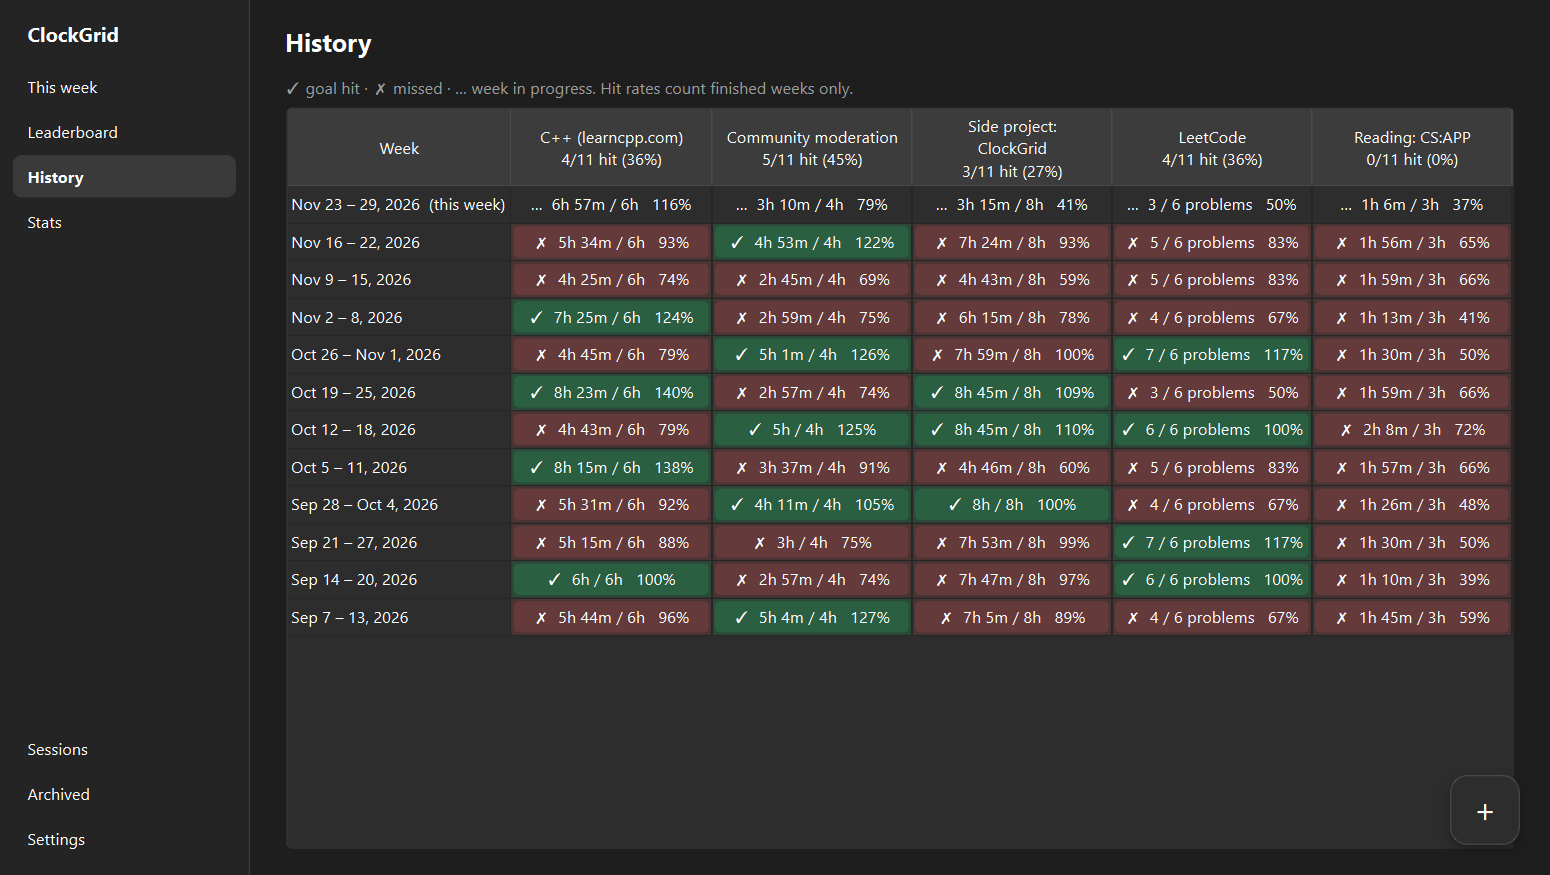 ClockGrid
This week
Leaderboard
History
Stats
Sessions
Archived
Settings
History
✓ goal hit · ✗ missed · ... week in progress. Hit rates count finished weeks only.
Week
C++ (learncpp.com)
4/11 hit (36%)
Community moderation
5/11 hit (45%)
Side project:
ClockGrid
3/11 hit (27%)
LeetCode
4/11 hit (36%)
Reading: CS:APP
0/11 hit (0%)
Nov 23 – 29, 2026 (this week) ... 6h 57m / 6h 116% ... 3h 10m / 4h 79% ... 3h 15m / 8h 41% ... 3 / 6 problems 50% ... 1h 6m / 3h 37%
Nov 16 – 22, 2026 ✗ 5h 34m / 6h 93% ✓ 4h 53m / 4h 122% ✗ 7h 24m / 8h 93% ✗ 5 / 6 problems 83% ✗ 1h 56m / 3h 65%
Nov 9 – 15, 2026 ✗ 4h 25m / 6h 74% ✗ 2h 45m / 4h 69% ✗ 4h 43m / 8h 59% ✗ 5 / 6 problems 83% ✗ 1h 59m / 3h 66%
Nov 2 – 8, 2026 ✓ 7h 25m / 6h 124% ✗ 2h 59m / 4h 75% ✗ 6h 15m / 8h 78% ✗ 4 / 6 problems 67% ✗ 1h 13m / 3h 41%
Oct 26 – Nov 1, 2026 ✗ 4h 45m / 6h 79% ✓ 5h 1m / 4h 126% ✗ 7h 59m / 8h 100% ✓ 7 / 6 problems 117% ✗ 1h 30m / 3h 50%
Oct 19 – 25, 2026 ✓ 8h 23m / 6h 140% ✗ 2h 57m / 4h 74% ✓ 8h 45m / 8h 109% ✗ 3 / 6 problems 50% ✗ 1h 59m / 3h 66%
Oct 12 – 18, 2026 ✗ 4h 43m / 6h 79% ✓ 5h / 4h 125% ✓ 8h 45m / 8h 110% ✓ 6 / 6 problems 100% ✗ 2h 8m / 3h 72%
Oct 5 – 11, 2026 ✓ 8h 15m / 6h 138% ✗ 3h 37m / 4h 91% ✗ 4h 46m / 8h 60% ✗ 5 / 6 problems 83% ✗ 1h 57m / 3h 66%
Sep 28 – Oct 4, 2026 ✗ 5h 31m / 6h 92% ✓ 4h 11m / 4h 105% ✓ 8h / 8h 100% ✗ 4 / 6 problems 67% ✗ 1h 26m / 3h 48%
Sep 21 – 27, 2026 ✗ 5h 15m / 6h 88% ✗ 3h / 4h 75% ✗ 7h 53m / 8h 99% ✓ 7 / 6 problems 117% ✗ 1h 30m / 3h 50%
Sep 14 – 20, 2026 ✓ 6h / 6h 100% ✗ 2h 57m / 4h 74% ✗ 7h 47m / 8h 97% ✓ 6 / 6 problems 100% ✗ 1h 10m / 3h 39%
Sep 7 – 13, 2026 ✗ 5h 44m / 6h 96% ✓ 5h 4m / 4h 127% ✗ 7h 5m / 8h 89% ✗ 4 / 6 problems 67% ✗ 1h 45m / 3h 59%
+